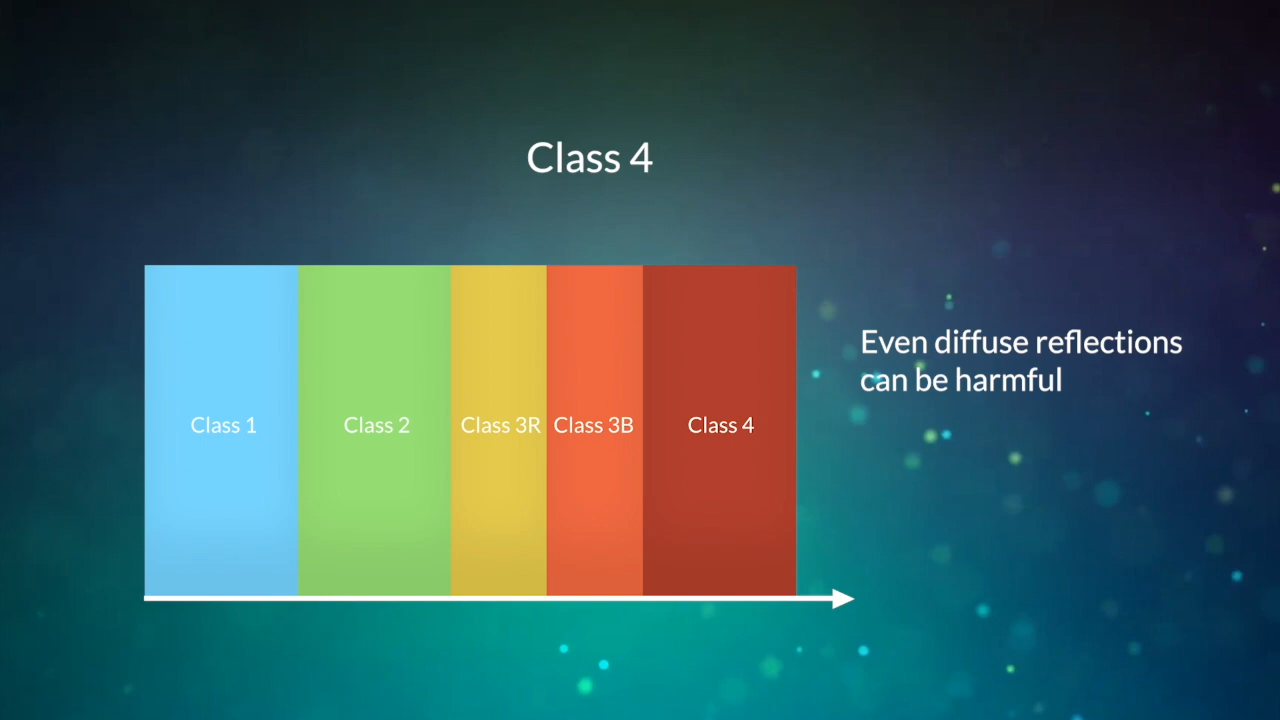 Class 4
Even diffuse reflections
can be harmful
Class 1
Class 2
Class 3R
Class 3B
Class 4